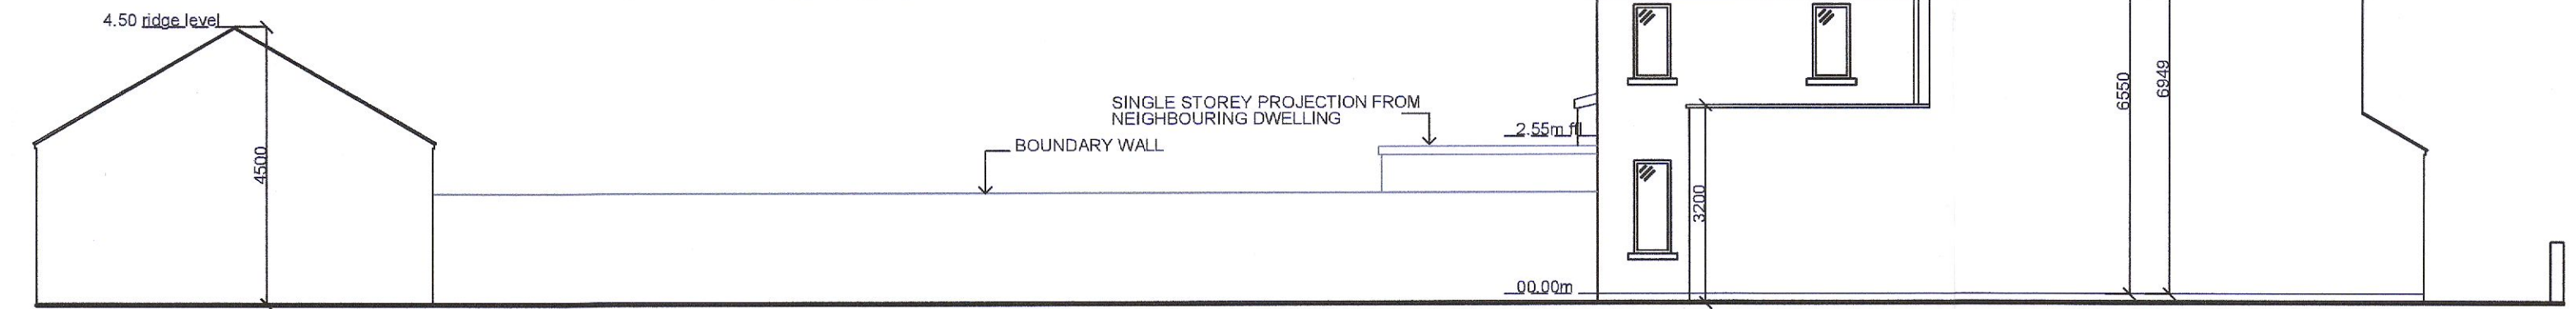 4.50 ridge level
4500
SINGLE STOREY PROJECTION FROM
NEIGHBOURING DWELLING
BOUNDARY WALL
2.55m ffl
00.00m
3200
6550
6949